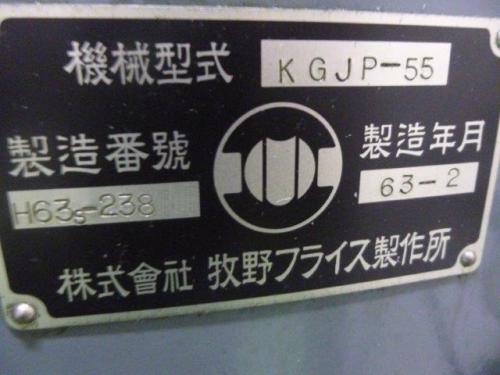 機械型式 KGJP-55
製造番號 製造年月
H63s-238 63-2
株式會社 牧野フライス製作所